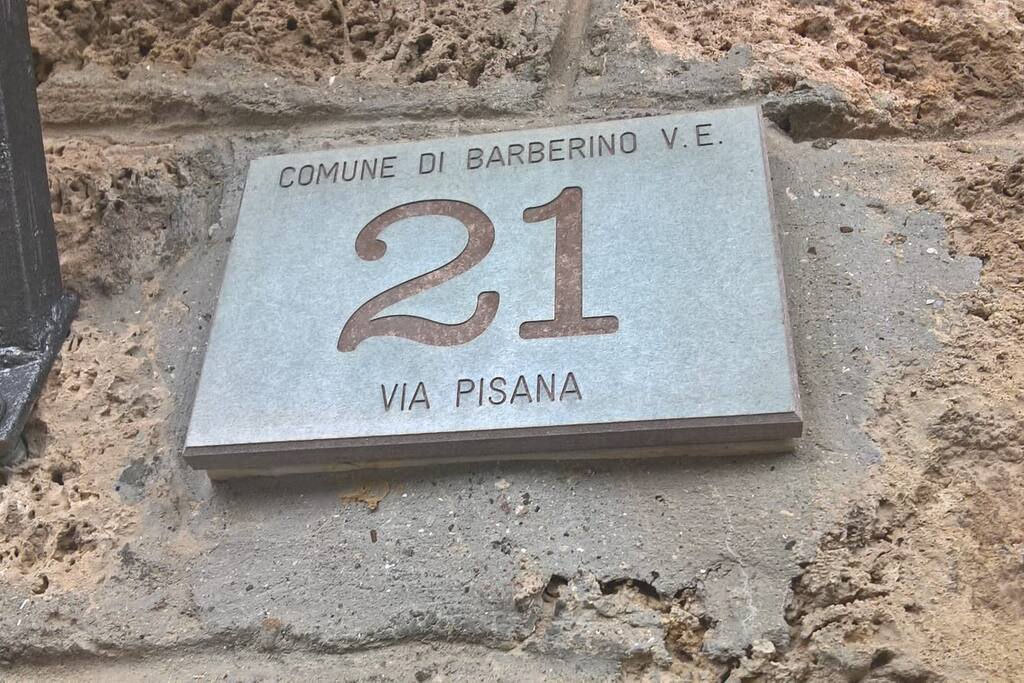 COMUNE DI BARBERINO V.E.
21
VIA PISANA